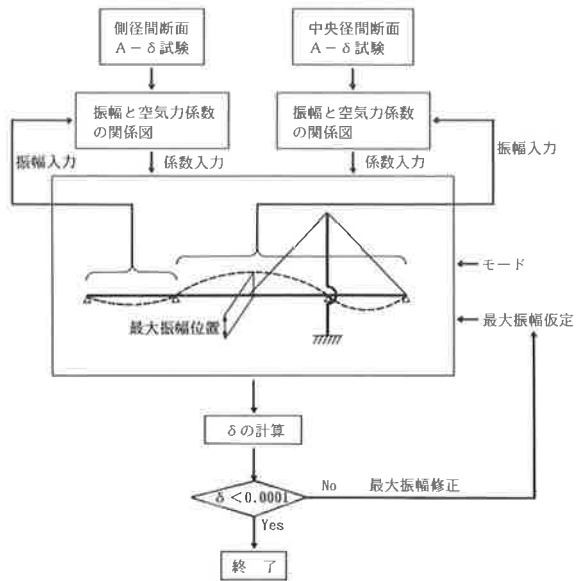 側径間断面
A－δ試験
中央径間断面
A－δ試験
振幅と空気力係数
の関係図
振幅と空気力係数
の関係図
振幅入力
係数入力
係数入力
振幅入力
モード
最大振幅位置
最大振幅仮定
δの計算
δ＜0.0001
No
最大振幅修正
Yes
終 了